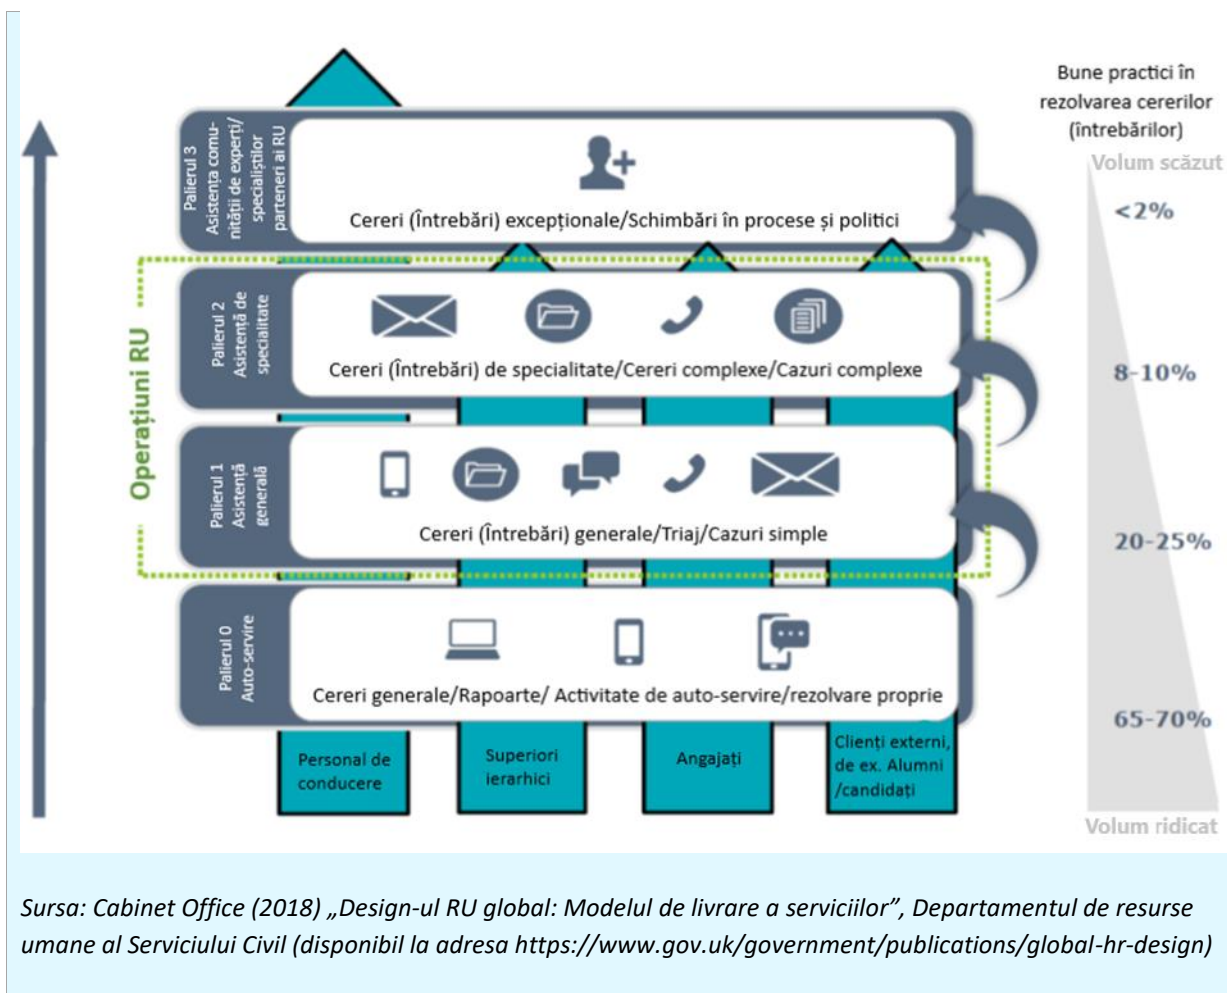 Bune practici în
rezolvarea cererilor
(întrebărilor)
Volum scăzut
Palierul 3
Asistența comu-
nității de experți/
specialiștilor
parteneri ai RU
Cereri (Întrebări) excepționale/Schimbări în procese și politici
<2%
Operațiuni RU
Palierul 2
Asistență de
specialitate
Cereri (Întrebări) de specialitate/Cereri complexe/Cazuri complexe
8-10%
Palierul 1
Asistență
generală
Cereri (Întrebări) generale/Triaj/Cazuri simple
20-25%
Palierul 0
Auto-servire
Cereri generale/Rapoarte/ Activitate de auto-servire/rezolvare proprie
65-70%
Personal de
conducere
Superiori
ierarhici
Angajați
Clienți externi,
de ex. Alumni
/candidați
Volum ridicat
Sursa: Cabinet Office (2018) „Design-ul RU global: Modelul de livrare a serviciilor”, Departamentul de resurse
umane al Serviciului Civil (disponibil la adresa https://www.gov.uk/government/publications/global-hr-design)